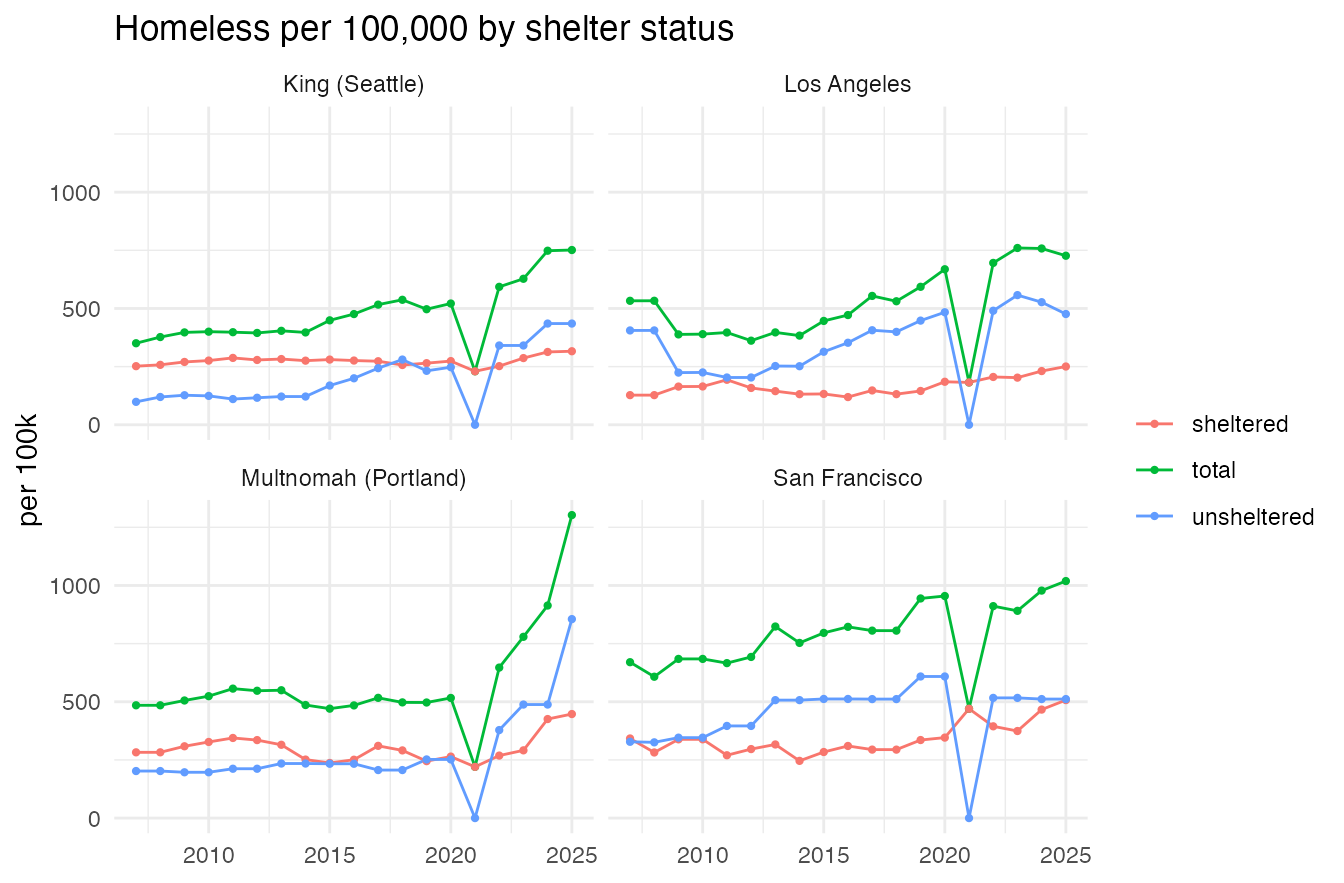 Homeless per 100,000 by shelter status
King (Seattle)
Los Angeles
1000
500
0
Multnomah (Portland)
San Francisco
1000
500
0
2010 2015 2020 2025 2010 2015 2020 2025
per 100k
sheltered
total
unsheltered